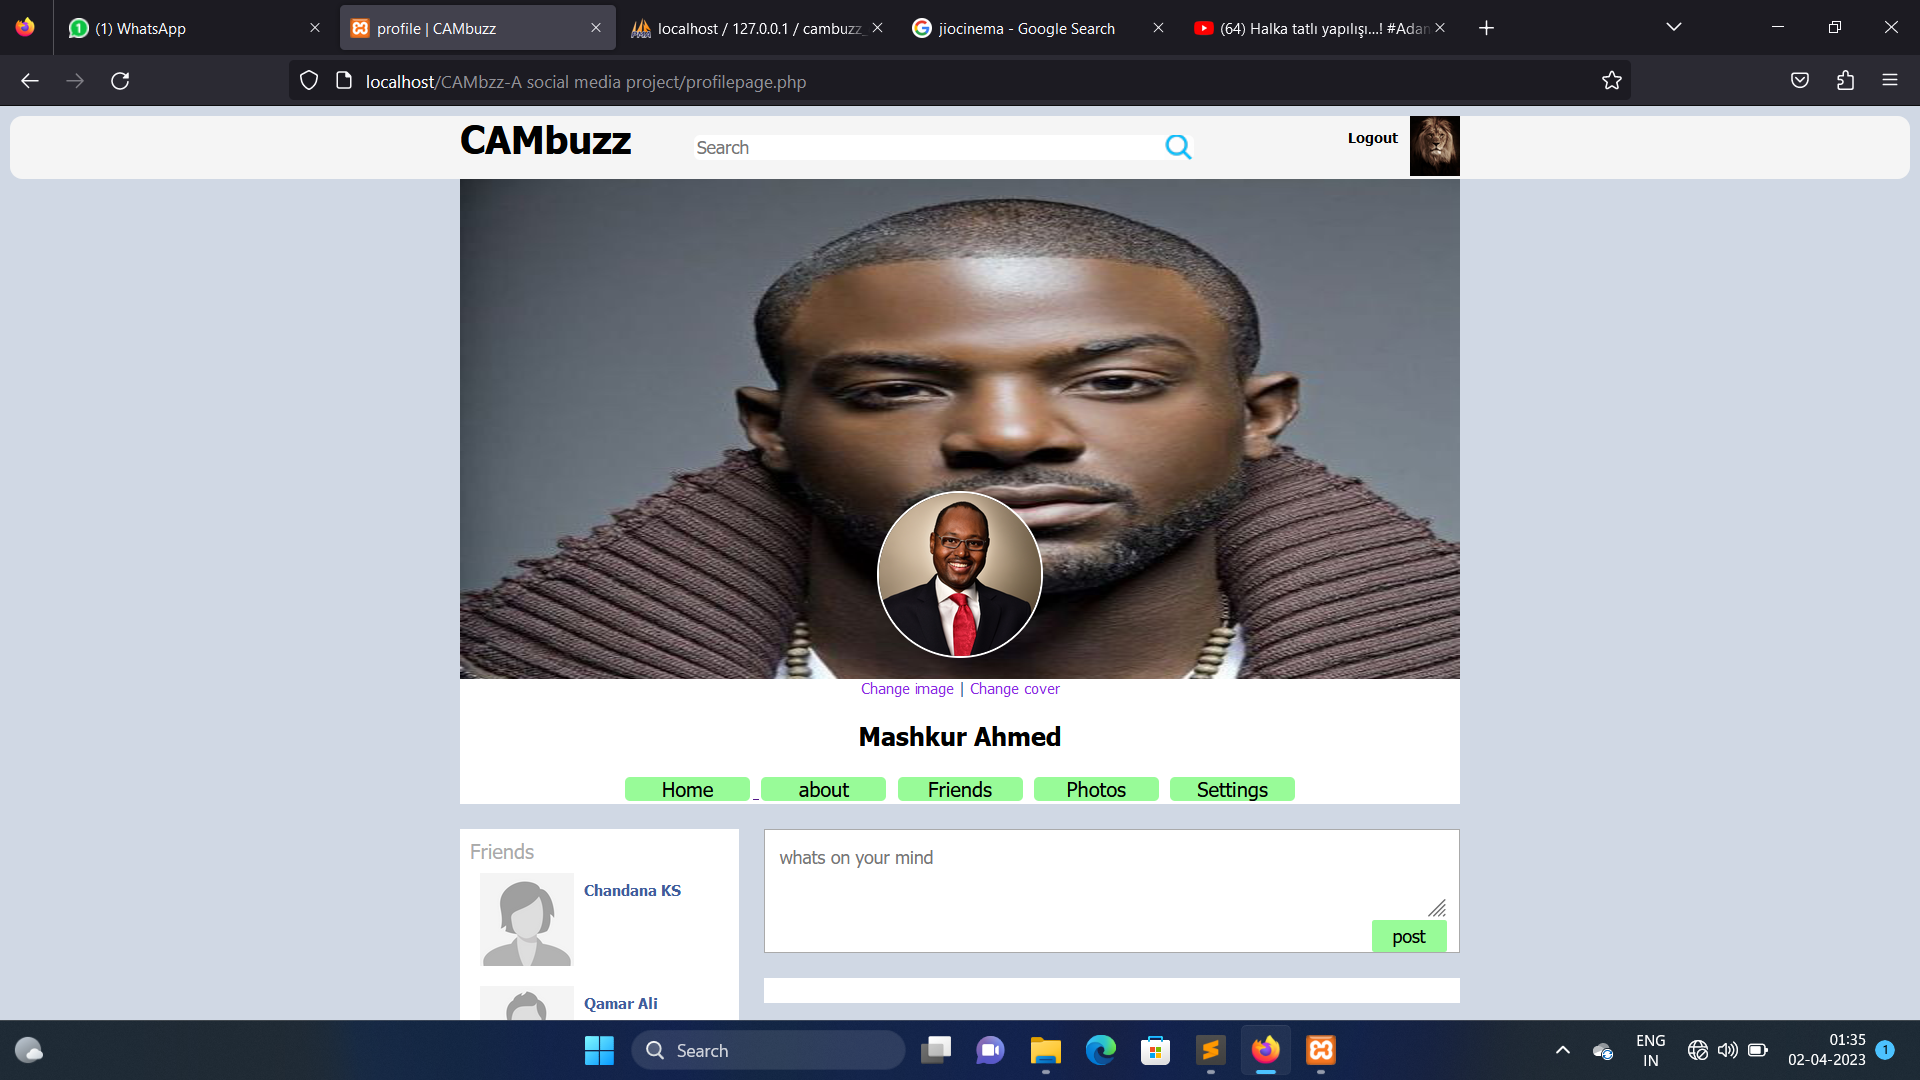 (1) WhatsApp
profile | CAMbuzz
localhost / 127.0.0.1 / cambuzz_
jiocinema - Google Search
(64) Halka tatlı yapılışı...! #Adan
localhost/CAMbzz-A social media project/profilepage.php
CAMbuzz
Search
Logout
Change image | Change cover
Mashkur Ahmed
Home
about
Friends
Photos
Settings
Friends
Chandana KS
Qamar Ali
whats on your mind
post
Search
ENG
IN
01:35
02-04-2023
1